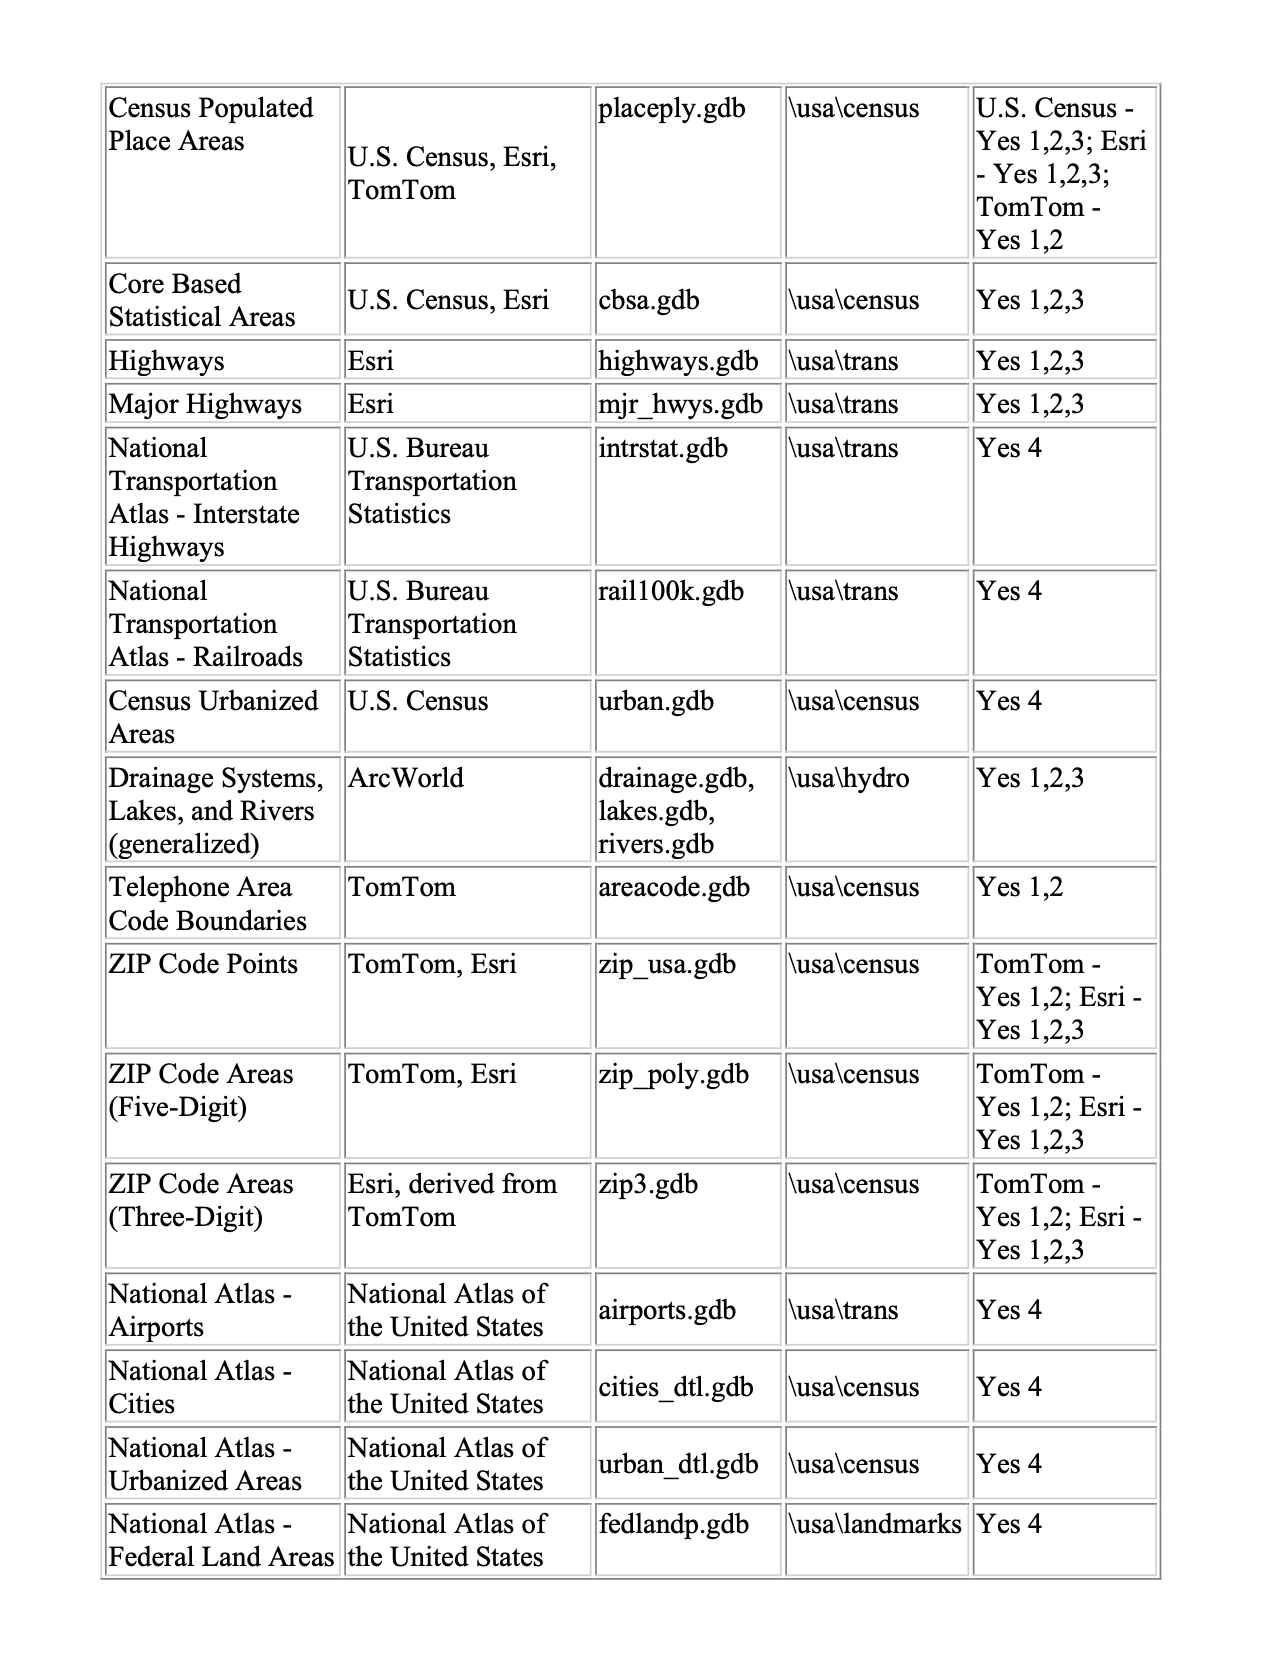 Census Populated
Place Areas
U.S. Census, Esri,
TomTom
placeply.gdb
\usa\census
U.S. Census -
Yes 1,2,3; Esri
- Yes 1,2,3;
TomTom -
Yes 1,2
Core Based
Statistical Areas
U.S. Census, Esri
cbsa.gdb
\usa\census
Yes 1,2,3
Highways
Esri
highways.gdb
\usa\trans
Yes 1,2,3
Major Highways
Esri
mjr_hwys.gdb
\usa\trans
Yes 1,2,3
National
Transportation
Atlas - Interstate
Highways
U.S. Bureau
Transportation
Statistics
intrstat.gdb
\usa\trans
Yes 4
National
Transportation
Atlas - Railroads
U.S. Bureau
Transportation
Statistics
rail100k.gdb
\usa\trans
Yes 4
Census Urbanized
Areas
U.S. Census
urban.gdb
\usa\census
Yes 4
Drainage Systems,
Lakes, and Rivers
(generalized)
ArcWorld
drainage.gdb,
lakes.gdb,
rivers.gdb
\usa\hydro
Yes 1,2,3
Telephone Area
Code Boundaries
TomTom
areacode.gdb
\usa\census
Yes 1,2
ZIP Code Points
TomTom, Esri
zip_usa.gdb
\usa\census
TomTom -
Yes 1,2; Esri -
Yes 1,2,3
ZIP Code Areas
(Five-Digit)
TomTom, Esri
zip_poly.gdb
\usa\census
TomTom -
Yes 1,2; Esri -
Yes 1,2,3
ZIP Code Areas
(Three-Digit)
Esri, derived from
TomTom
zip3.gdb
\usa\census
TomTom -
Yes 1,2; Esri -
Yes 1,2,3
National Atlas -
Airports
National Atlas of
the United States
airports.gdb
\usa\trans
Yes 4
National Atlas -
Cities
National Atlas of
the United States
cities_dtl.gdb
\usa\census
Yes 4
National Atlas -
Urbanized Areas
National Atlas of
the United States
urban_dtl.gdb
\usa\census
Yes 4
National Atlas -
Federal Land Areas
National Atlas of
the United States
fedlandp.gdb
\usa\landmarks
Yes 4